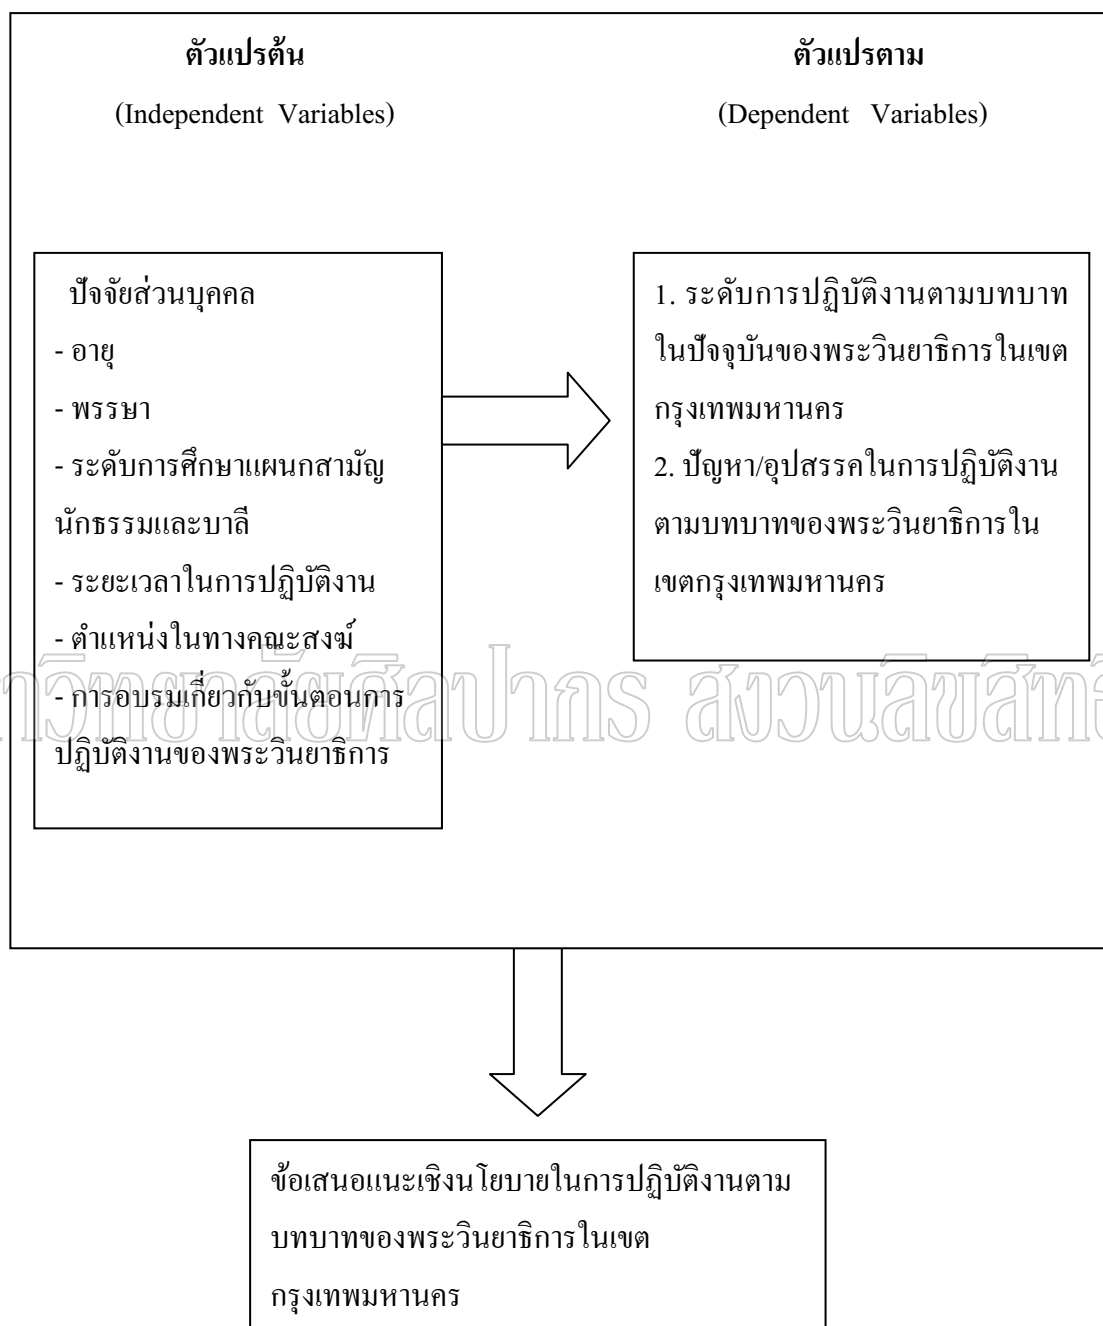 ตัวแปรต้น
(Independent Variables)
ตัวแปรตาม
(Dependent Variables)
ปัจจัยส่วนบุคคล
- อายุ
- พรรษา
- ระดับการศึกษาแผนกสามัญ
นักธรรมและบาลี
- ระยะเวลาในการปฏิบัติงาน
- ตำแหน่งในทางคณะสงฆ์
- การอบรมเกี่ยวกับขั้นตอนการ
ปฏิบัติงานของพระวินยาธิการ
1. ระดับการปฏิบัติงานตามบทบาท
ในปัจจุบันของพระวินยาธิการในเขต
กรุงเทพมหานคร
2. ปัญหา/อุปสรรคในการปฏิบัติงาน
ตามบทบาทของพระวินยาธิการใน
เขตกรุงเทพมหานคร
ศิลปากร สงวนลิขสิทธิ์
ข้อเสนอแนะเชิงนโยบายในการปฏิบัติงานตาม
บทบาทของพระวินยาธิการในเขต
กรุงเทพมหานคร